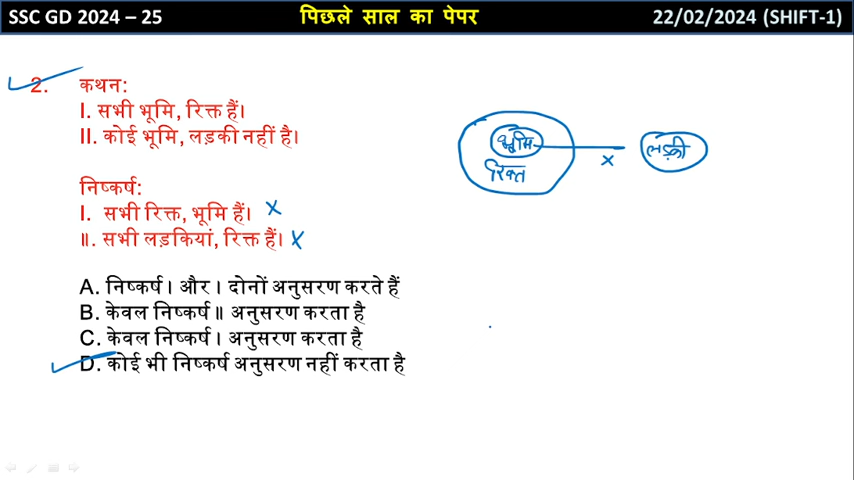 SSC GD 2024 – 25
पिछले साल का पेपर
22/02/2024 (SHIFT-1)
2. कथन:
I. सभी भूमि, रिक्त हैं।
II. कोई भूमि, लड़की नहीं है।
भूमि
रिक्त
x
लड़की
निष्कर्ष:
I. सभी रिक्त, भूमि हैं। x
॥. सभी लड़कियां, रिक्त हैं। x
A. निष्कर्ष । और । दोनों अनुसरण करते हैं
B. केवल निष्कर्ष ॥ अनुसरण करता है
C. केवल निष्कर्ष । अनुसरण करता है
D. कोई भी निष्कर्ष अनुसरण नहीं करता है